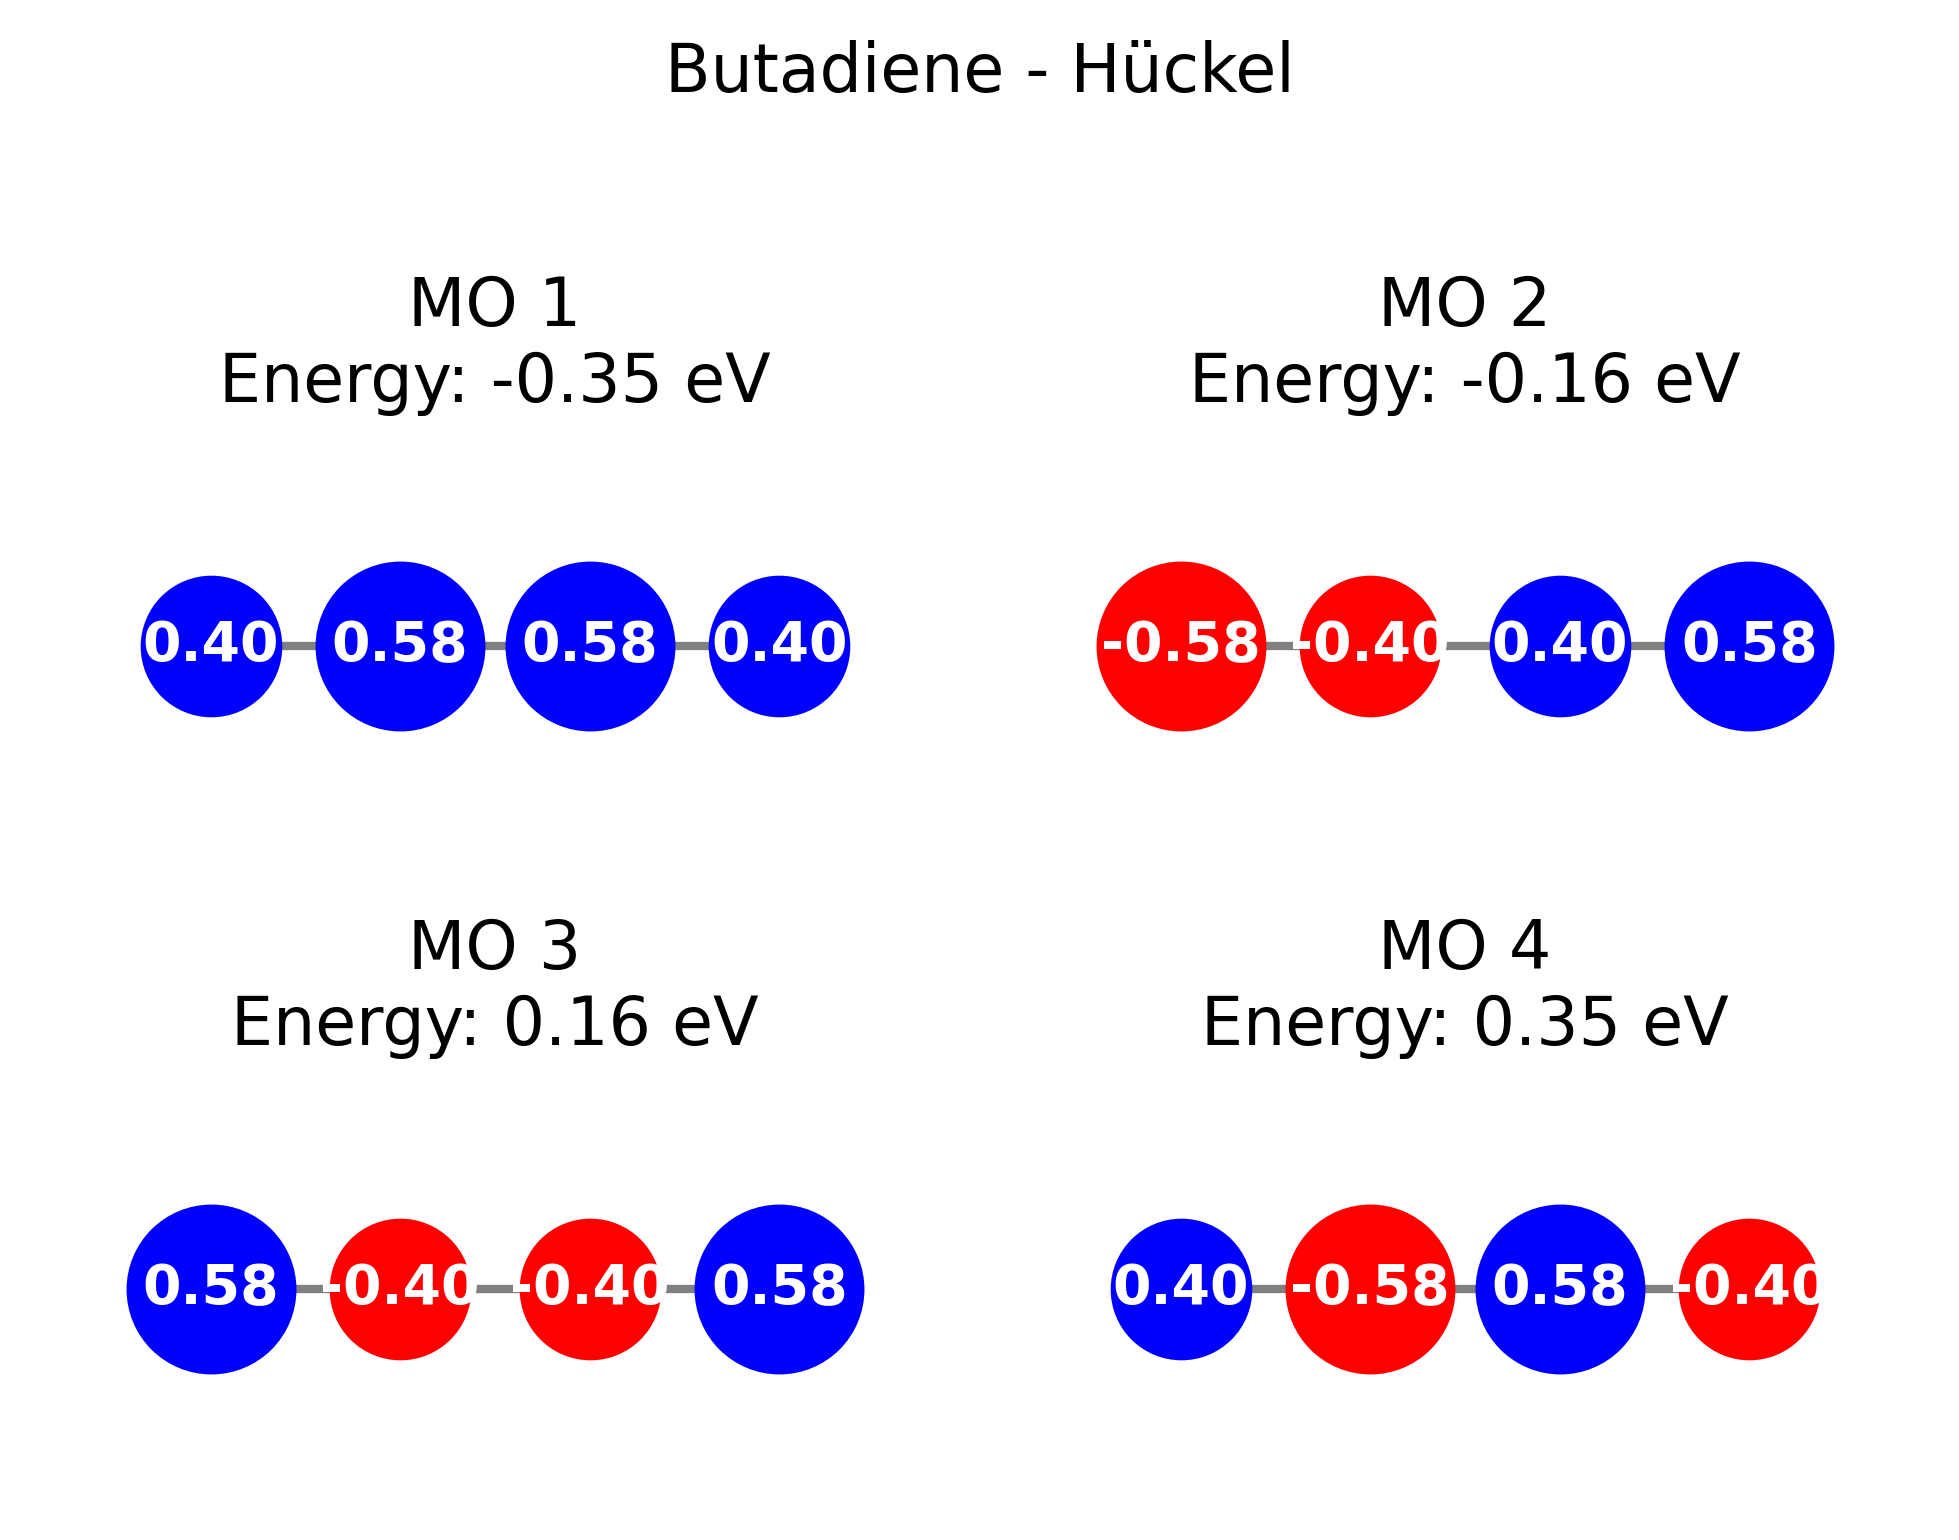 Butadiene - Hückel
MO 1
Energy: -0.35 eV
0.40 0.58 0.58 0.40
MO 2
Energy: -0.16 eV
-0.58 -0.40 0.40 0.58
MO 3
Energy: 0.16 eV
0.58 -0.40 -0.40 0.58
MO 4
Energy: 0.35 eV
0.40 -0.58 0.58 -0.40